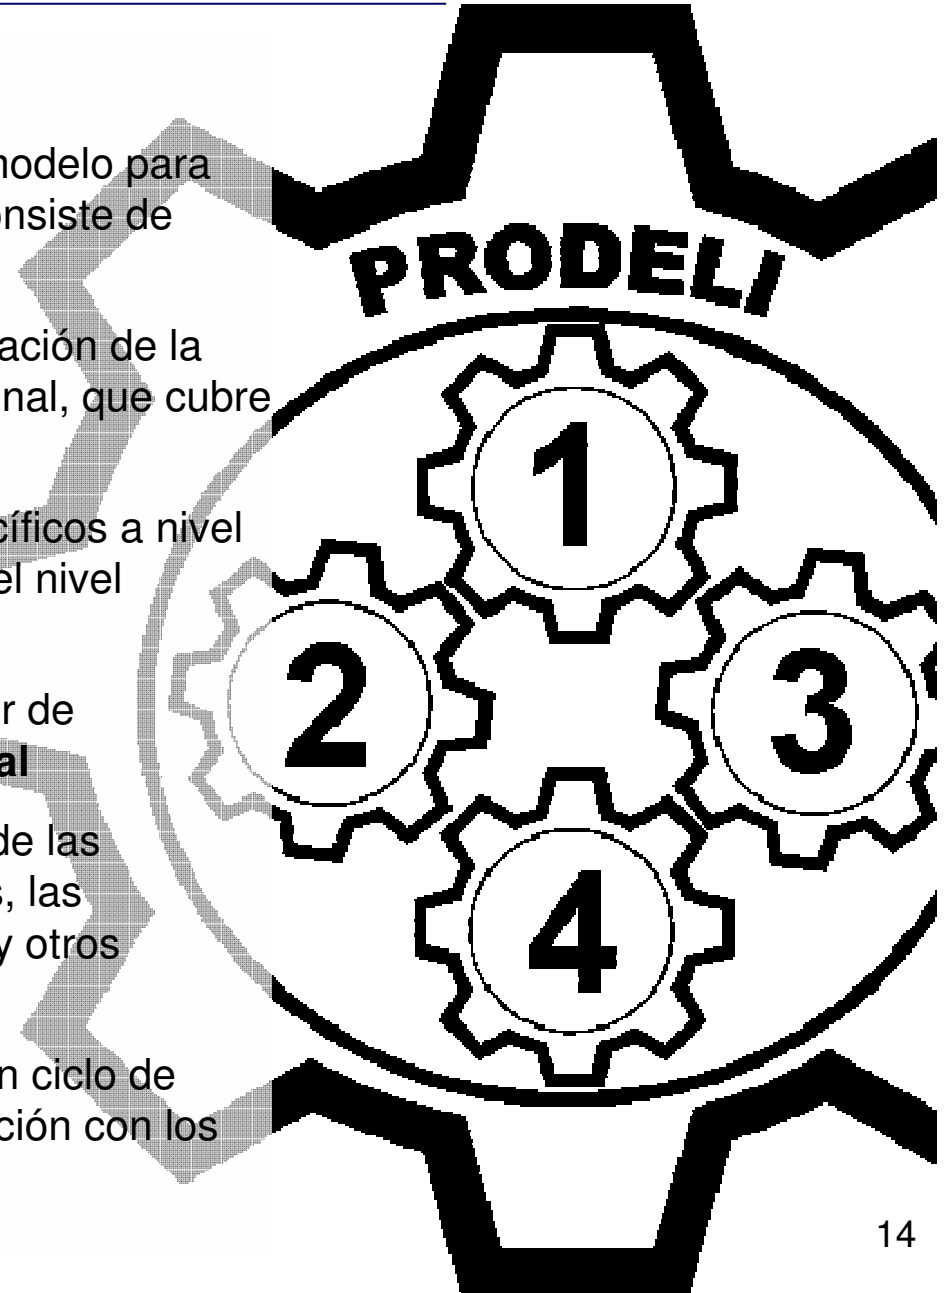 modelo para
onsiste de
PRODELI
ación de la
nal, que cubre
1
cíficos a nivel
el nivel
2
3
r de
al
de las
s, las
y otros
4
n ciclo de
ción con los
14